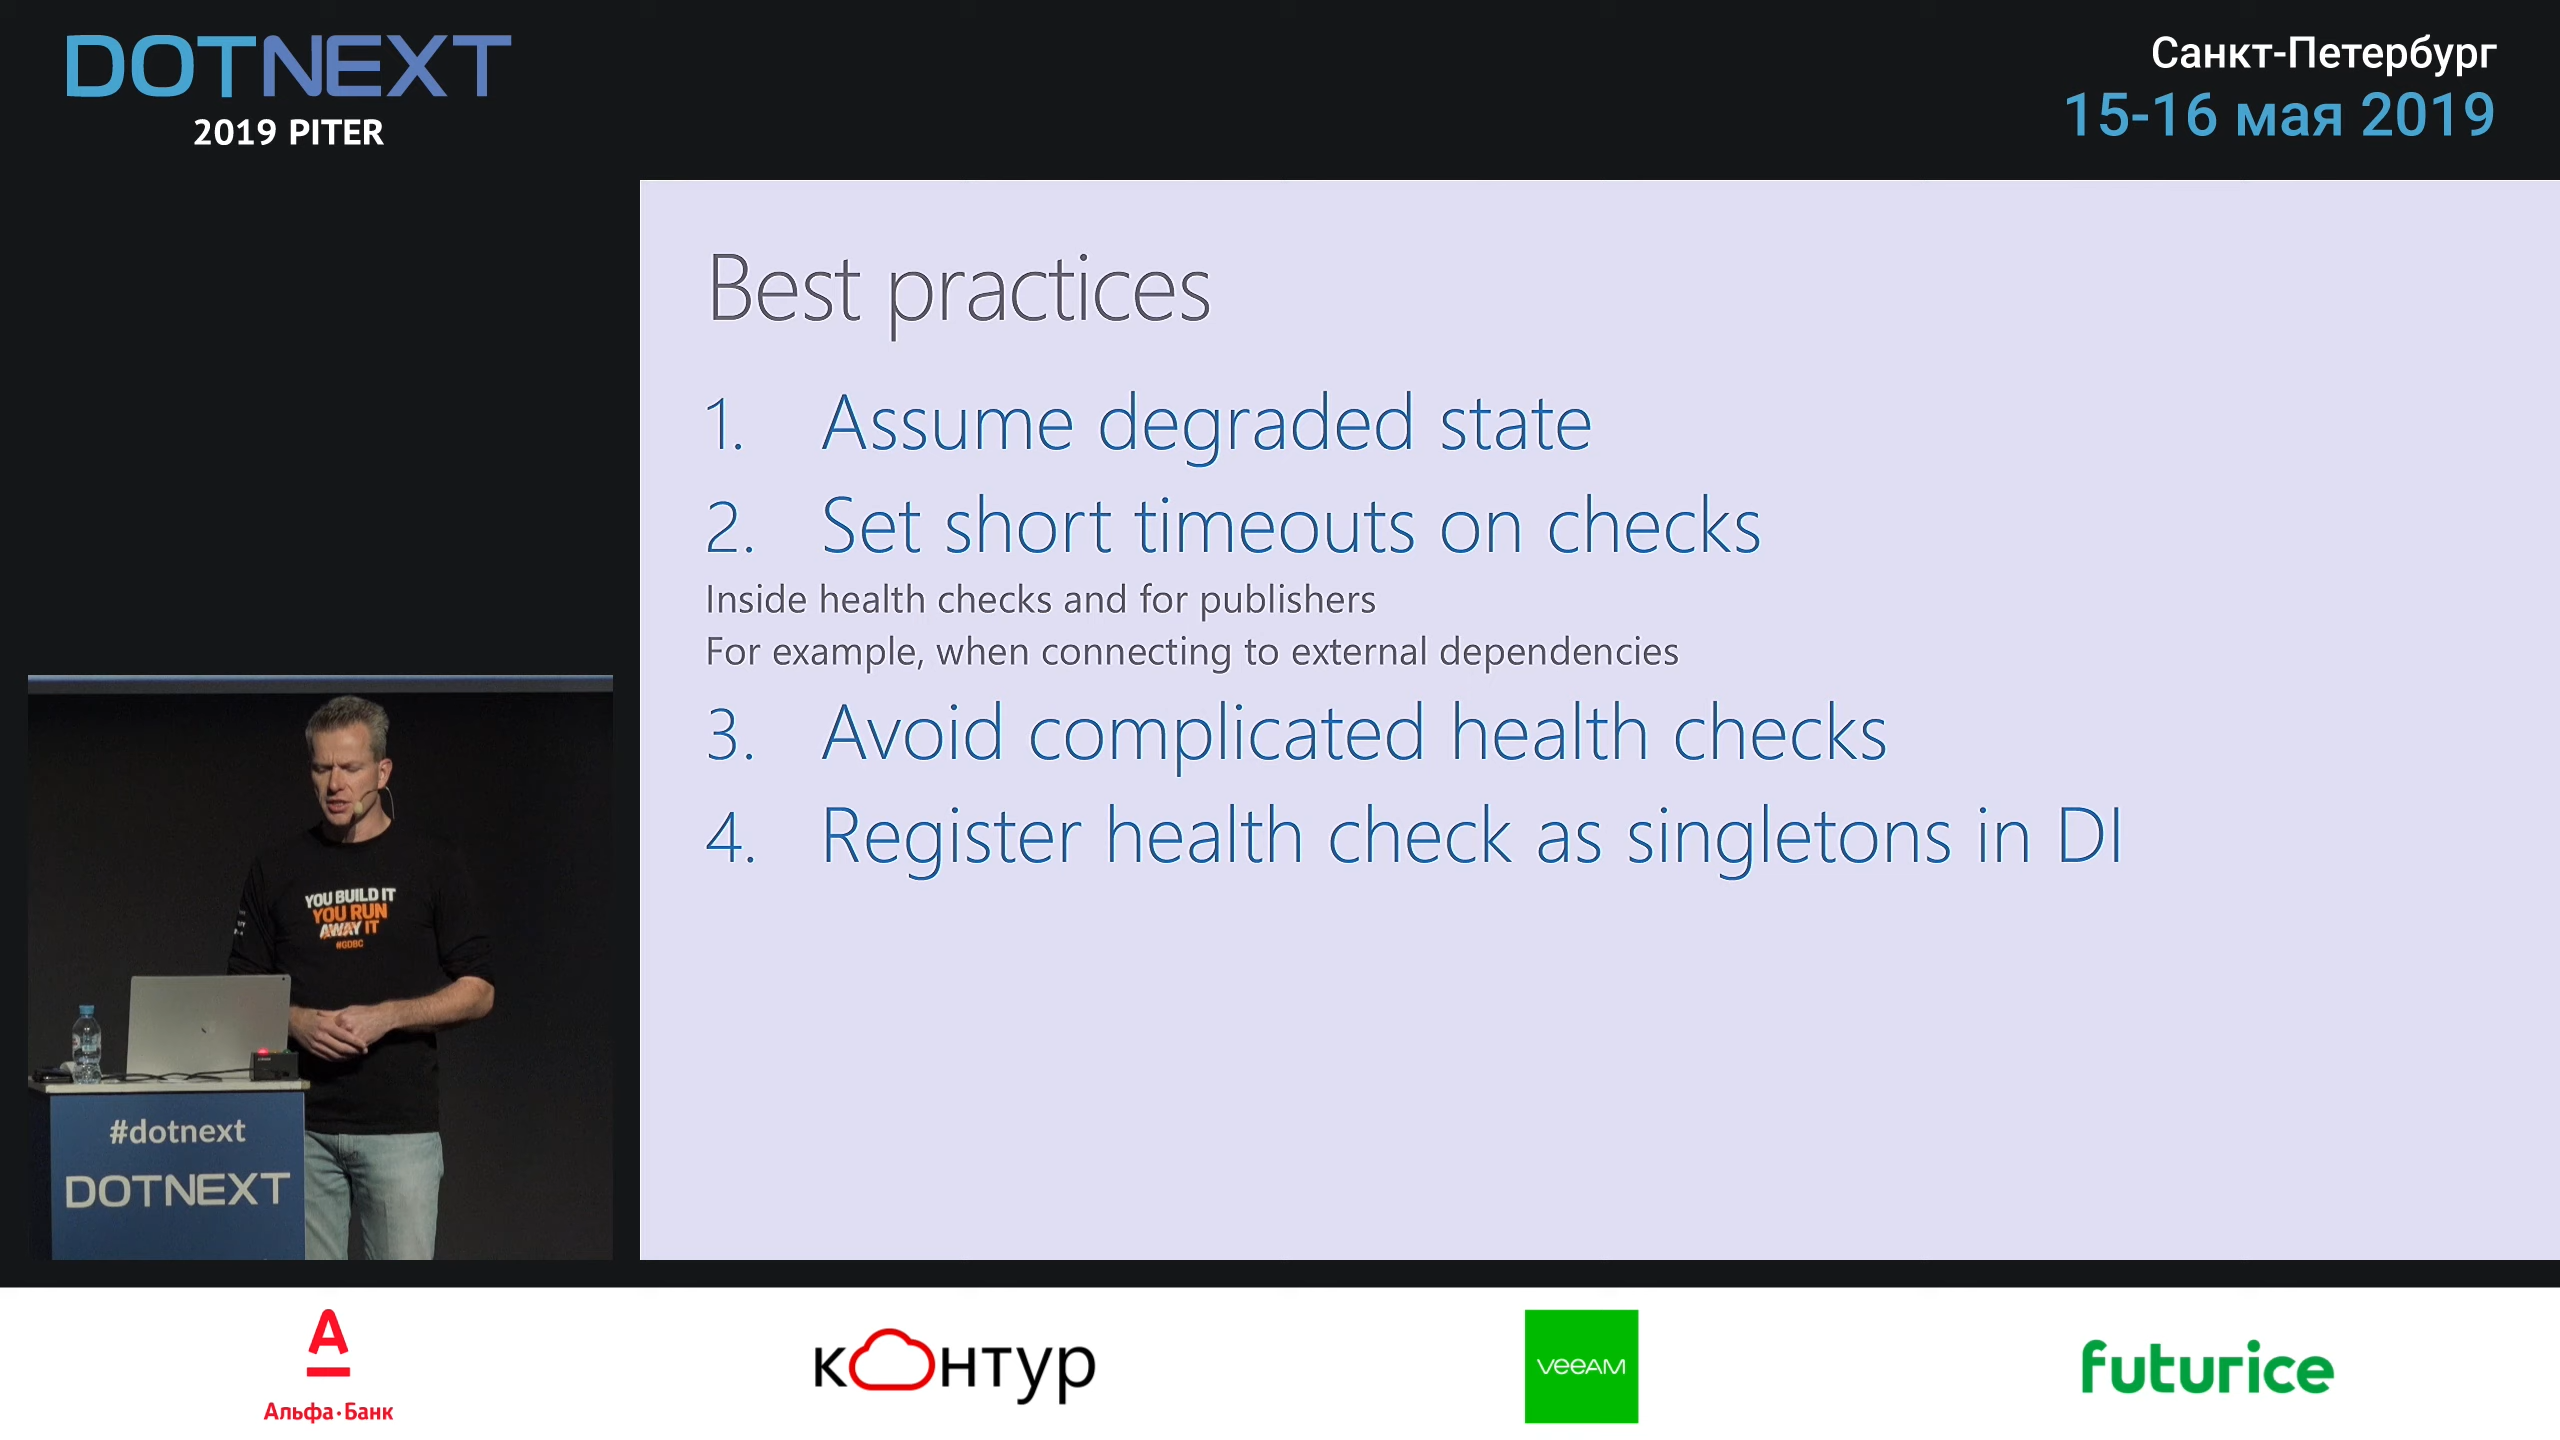 DOTNEXT
2019 PITER
Санкт-Петербург
15-16 мая 2019
Best practices
1. Assume degraded state
2. Set short timeouts on checks
Inside health checks and for publishers
For example, when connecting to external dependencies
3. Avoid complicated health checks
4. Register health check as singletons in DI
YOU BUILD IT
YOU RUN
AWAY IT
#GDBC
#dotnext
DOTNEXT
Альфа·Банк
контур
veeam
futurice